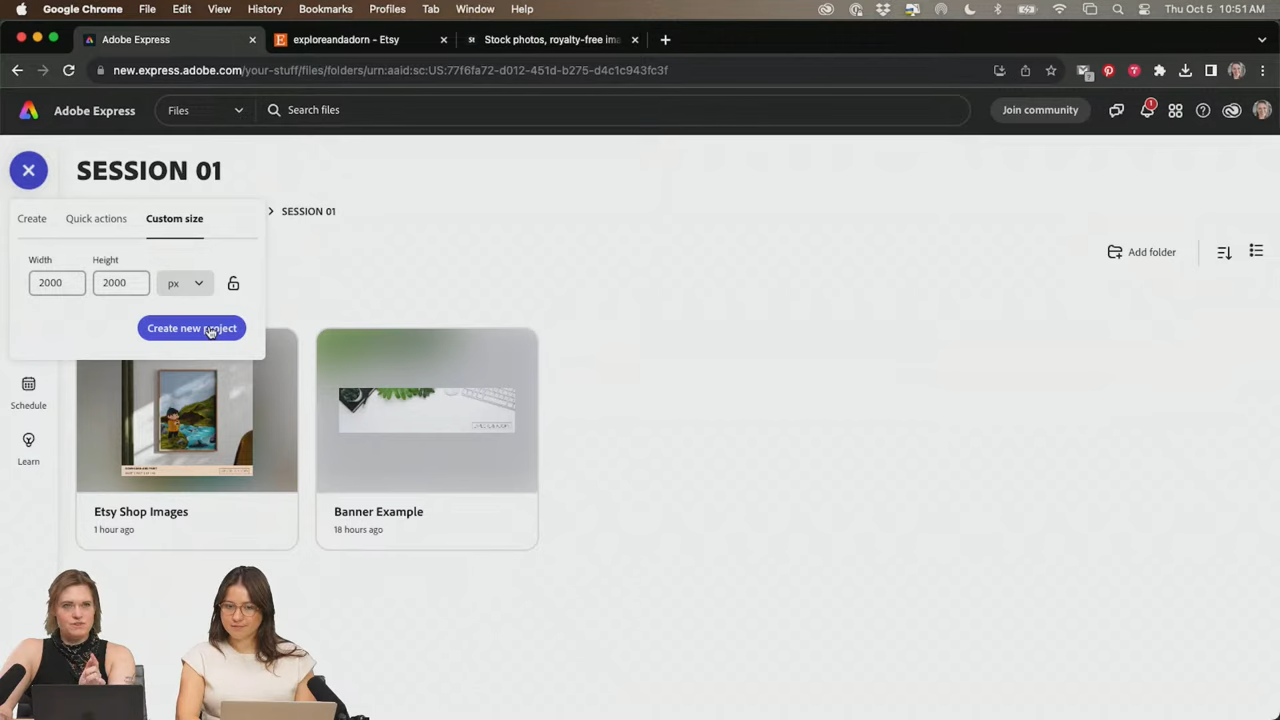 Google Chrome File Edit View History Bookmarks Profiles Tab Window Help Thu Oct 5 10:51 AM
Adobe Express exploreandadorn - Etsy Stock photos, royalty-free ima
new.express.adobe.com/your-stuff/files/folders/urn:aaid:sc:US:77f6fa72-d012-451d-b275-d4c1c943fc3f
Adobe Express Files Search files Join community 1
SESSION 01
SESSION 01
Create Quick actions Custom size
Width Height
2000 2000 px
Create new project
Add folder
Schedule
Learn
Etsy Shop Images
1 hour ago
Banner Example
18 hours ago